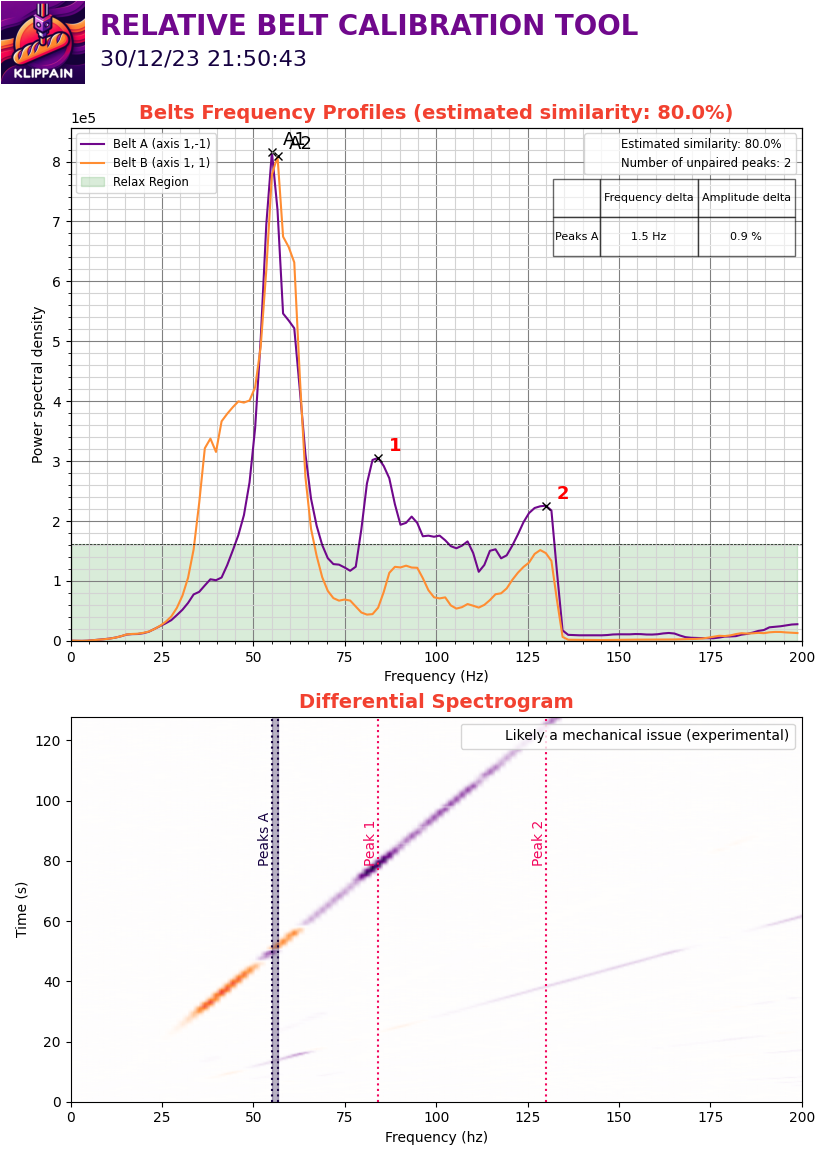 KLIPPAIN
RELATIVE BELT CALIBRATION TOOL
30/12/23 21:50:43
Belts Frequency Profiles (estimated similarity: 80.0%)
1e5
Belt A (axis 1,-1)
Belt B (axis 1, 1)
Relax Region
A1
A2
Estimated similarity: 80.0%
Number of unpaired peaks: 2
Frequency delta Amplitude delta
Peaks A 1.5 Hz 0.9 %
1
2
Power spectral density
8
7
6
5
4
3
2
1
0
0 25 50 75 100 125 150 175 200
Frequency (Hz)
Differential Spectrogram
Likely a mechanical issue (experimental)
Peaks A
Peak 1
Peak 2
Time (s)
120
100
80
60
40
20
0
0 25 50 75 100 125 150 175 200
Frequency (hz)